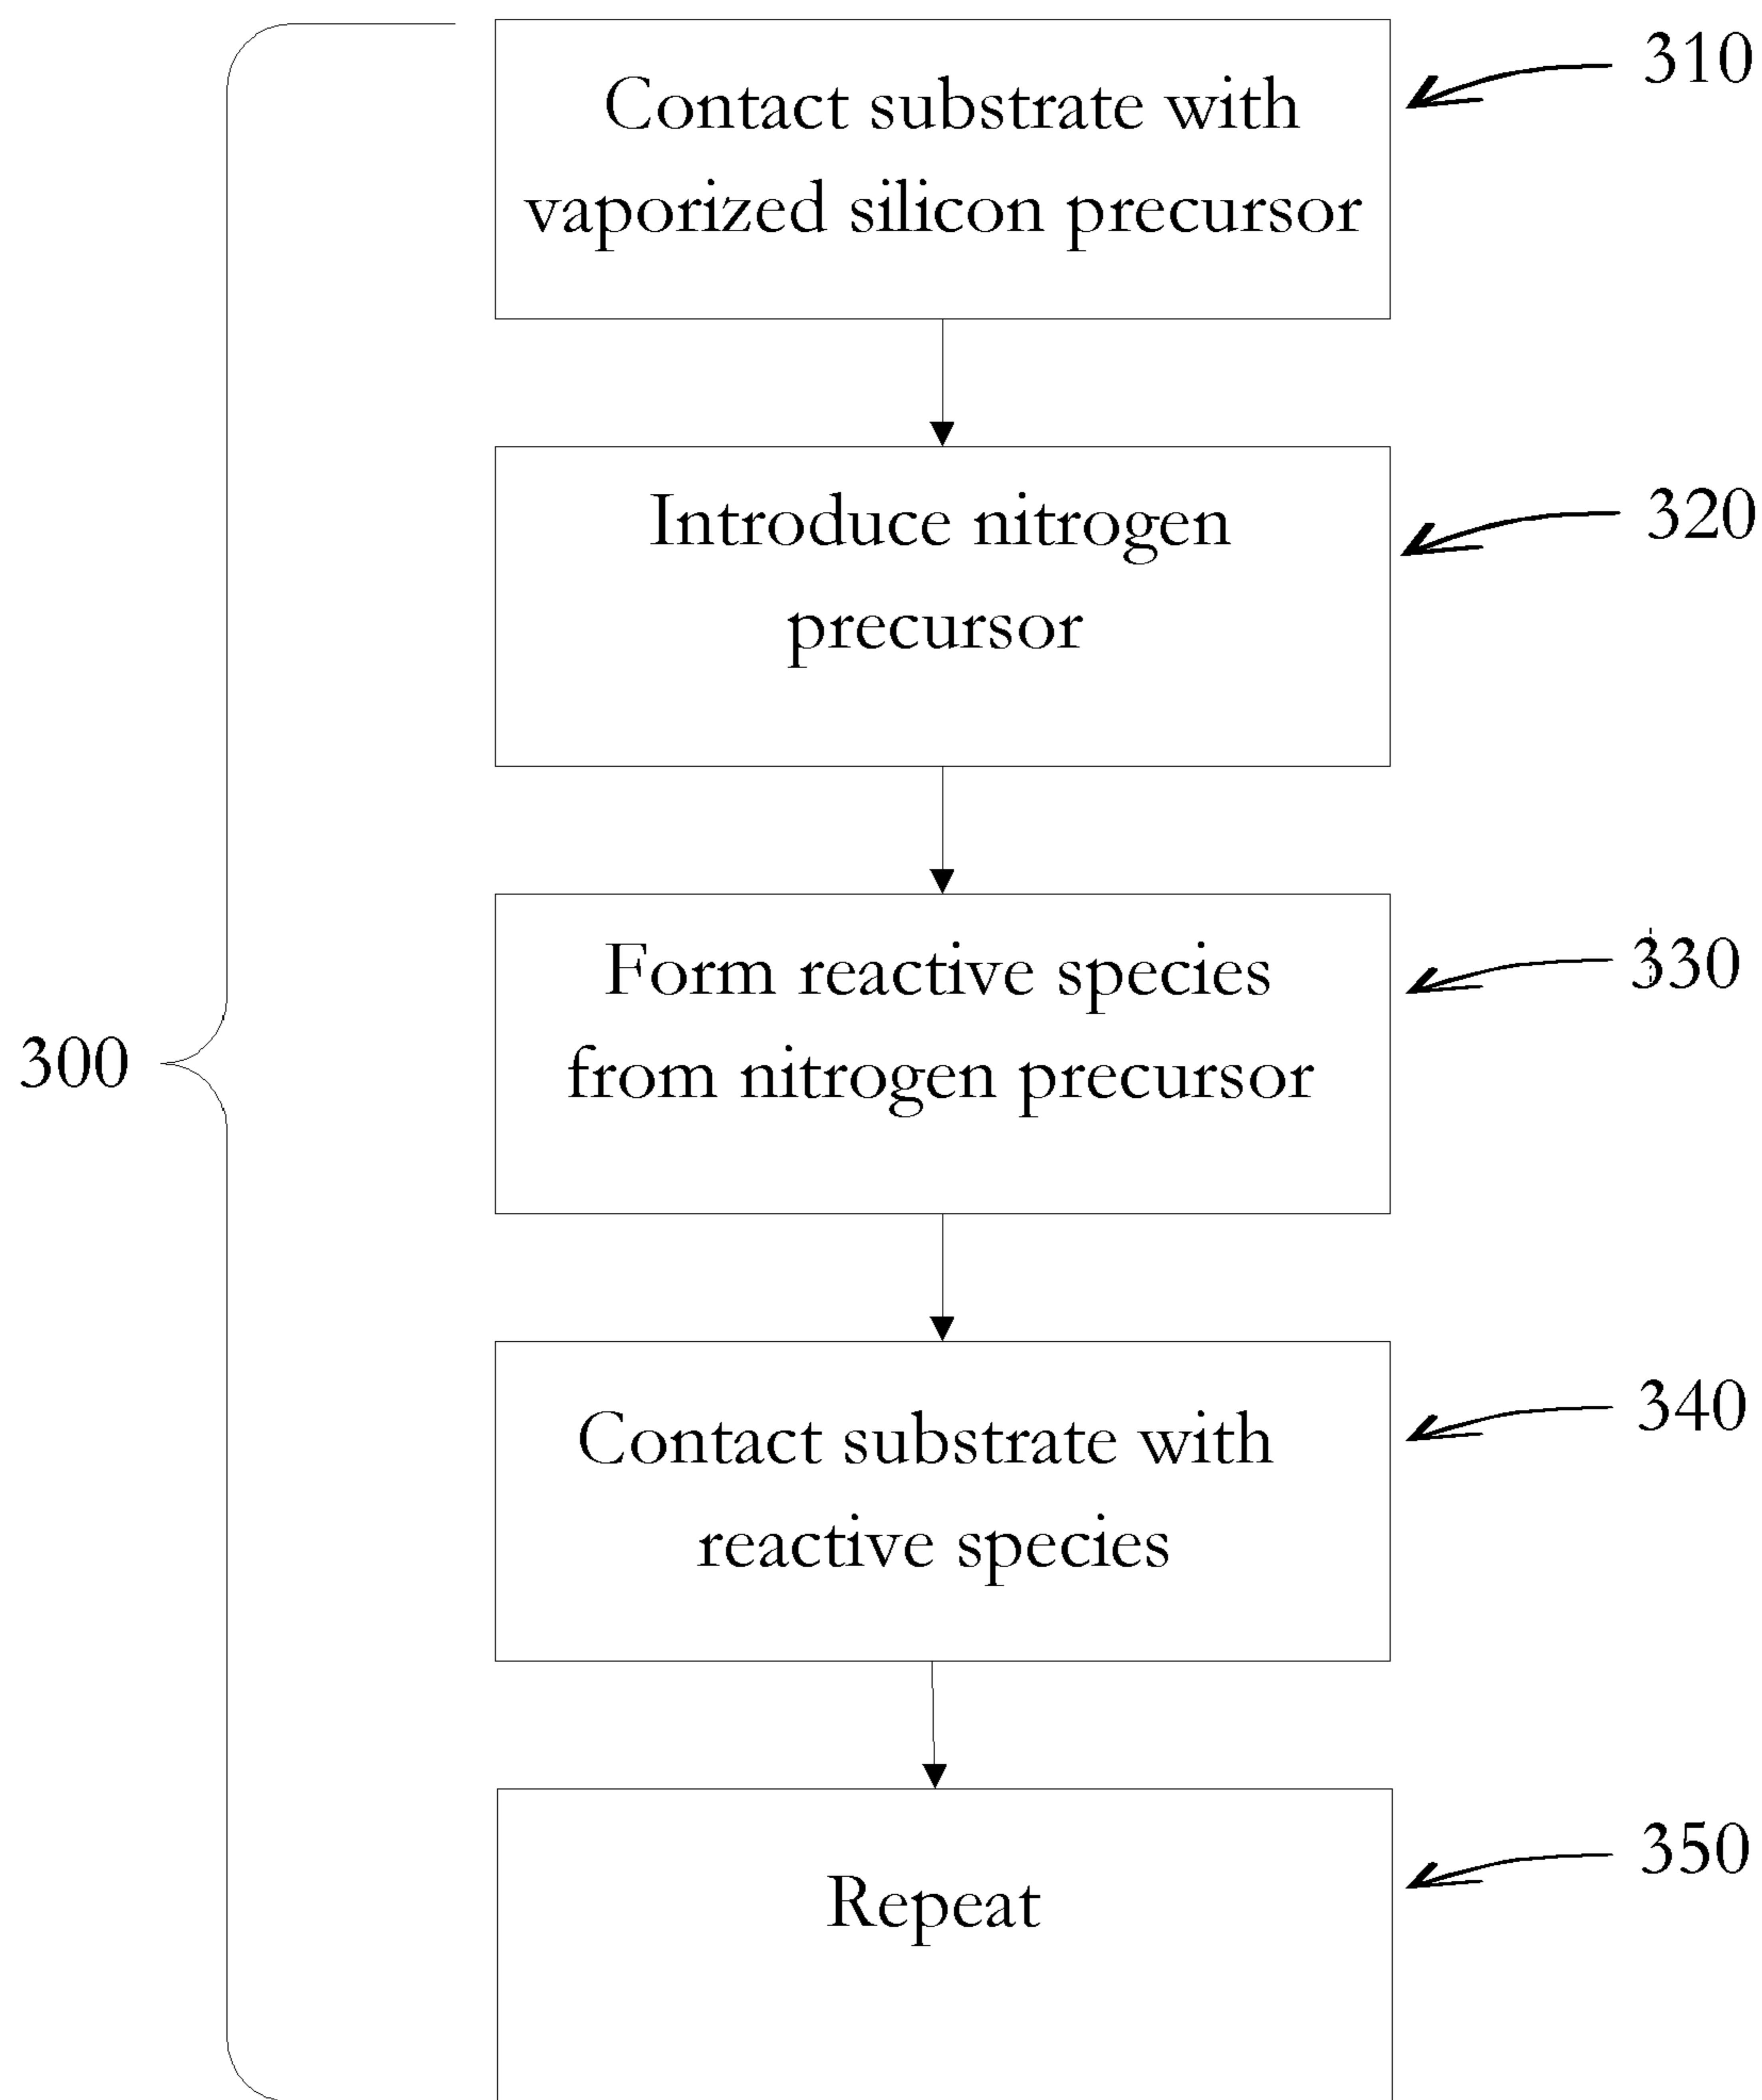 Contact substrate with
vaporized silicon precursor
310
Introduce nitrogen
precursor
320
Form reactive species
from nitrogen precursor
330
300
Contact substrate with
reactive species
340
Repeat
350